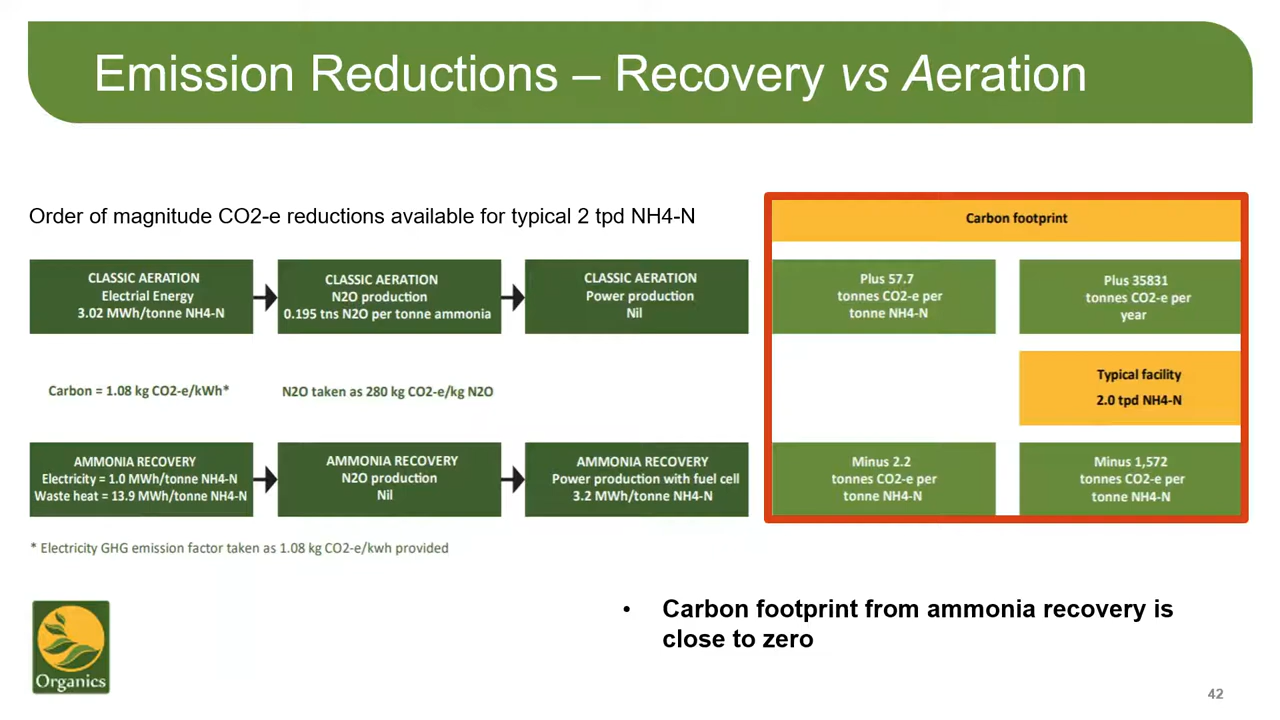 Emission Reductions – Recovery vs Aeration
Order of magnitude CO2-e reductions available for typical 2 tpd NH4-N
Carbon footprint
CLASSIC AERATION
Electrial Energy
3.02 MWh/tonne NH4-N
CLASSIC AERATION
N2O production
0.195 tns N2O per tonne ammonia
CLASSIC AERATION
Power production
Nil
Plus 57.7
tonnes CO2-e per
tonne NH4-N
Plus 35831
tonnes CO2-e per
year
Carbon = 1.08 kg CO2-e/kWh*
N2O taken as 280 kg CO2-e/kg N2O
Typical facility
2.0 tpd NH4-N
AMMONIA RECOVERY
Electricity = 1.0 MWh/tonne NH4-N
Waste heat = 13.9 MWh/tonne NH4-N
AMMONIA RECOVERY
N2O production
Nil
AMMONIA RECOVERY
Power production with fuel cell
3.2 MWh/tonne NH4-N
Minus 2.2
tonnes CO2-e per
tonne NH4-N
Minus 1,572
tonnes CO2-e per
tonne NH4-N
* Electricity GHG emission factor taken as 1.08 kg CO2-e/kwh provided
• Carbon footprint from ammonia recovery is
close to zero
Organics
42